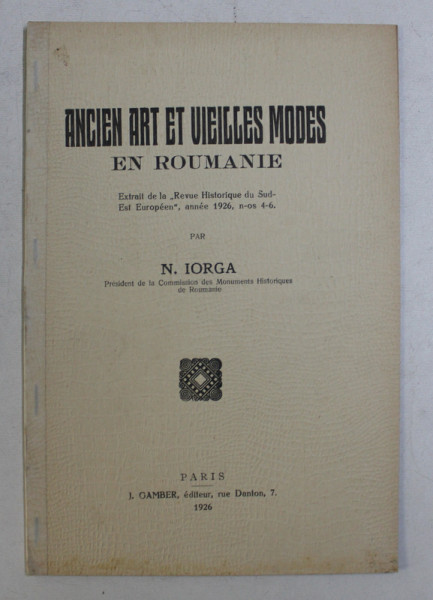 ANCIEN ART ET VIEILLES MODES
EN ROUMANIE
Extrait de la „Revue Historique du Sud-
Est Européen“, année 1926, n-os 4-6.
PAR
N. IORGA
Président de la Commission des Monuments Historiques
de Roumanie
PARIS
J. GAMBER, éditeur, rue Danton, 7.
1926